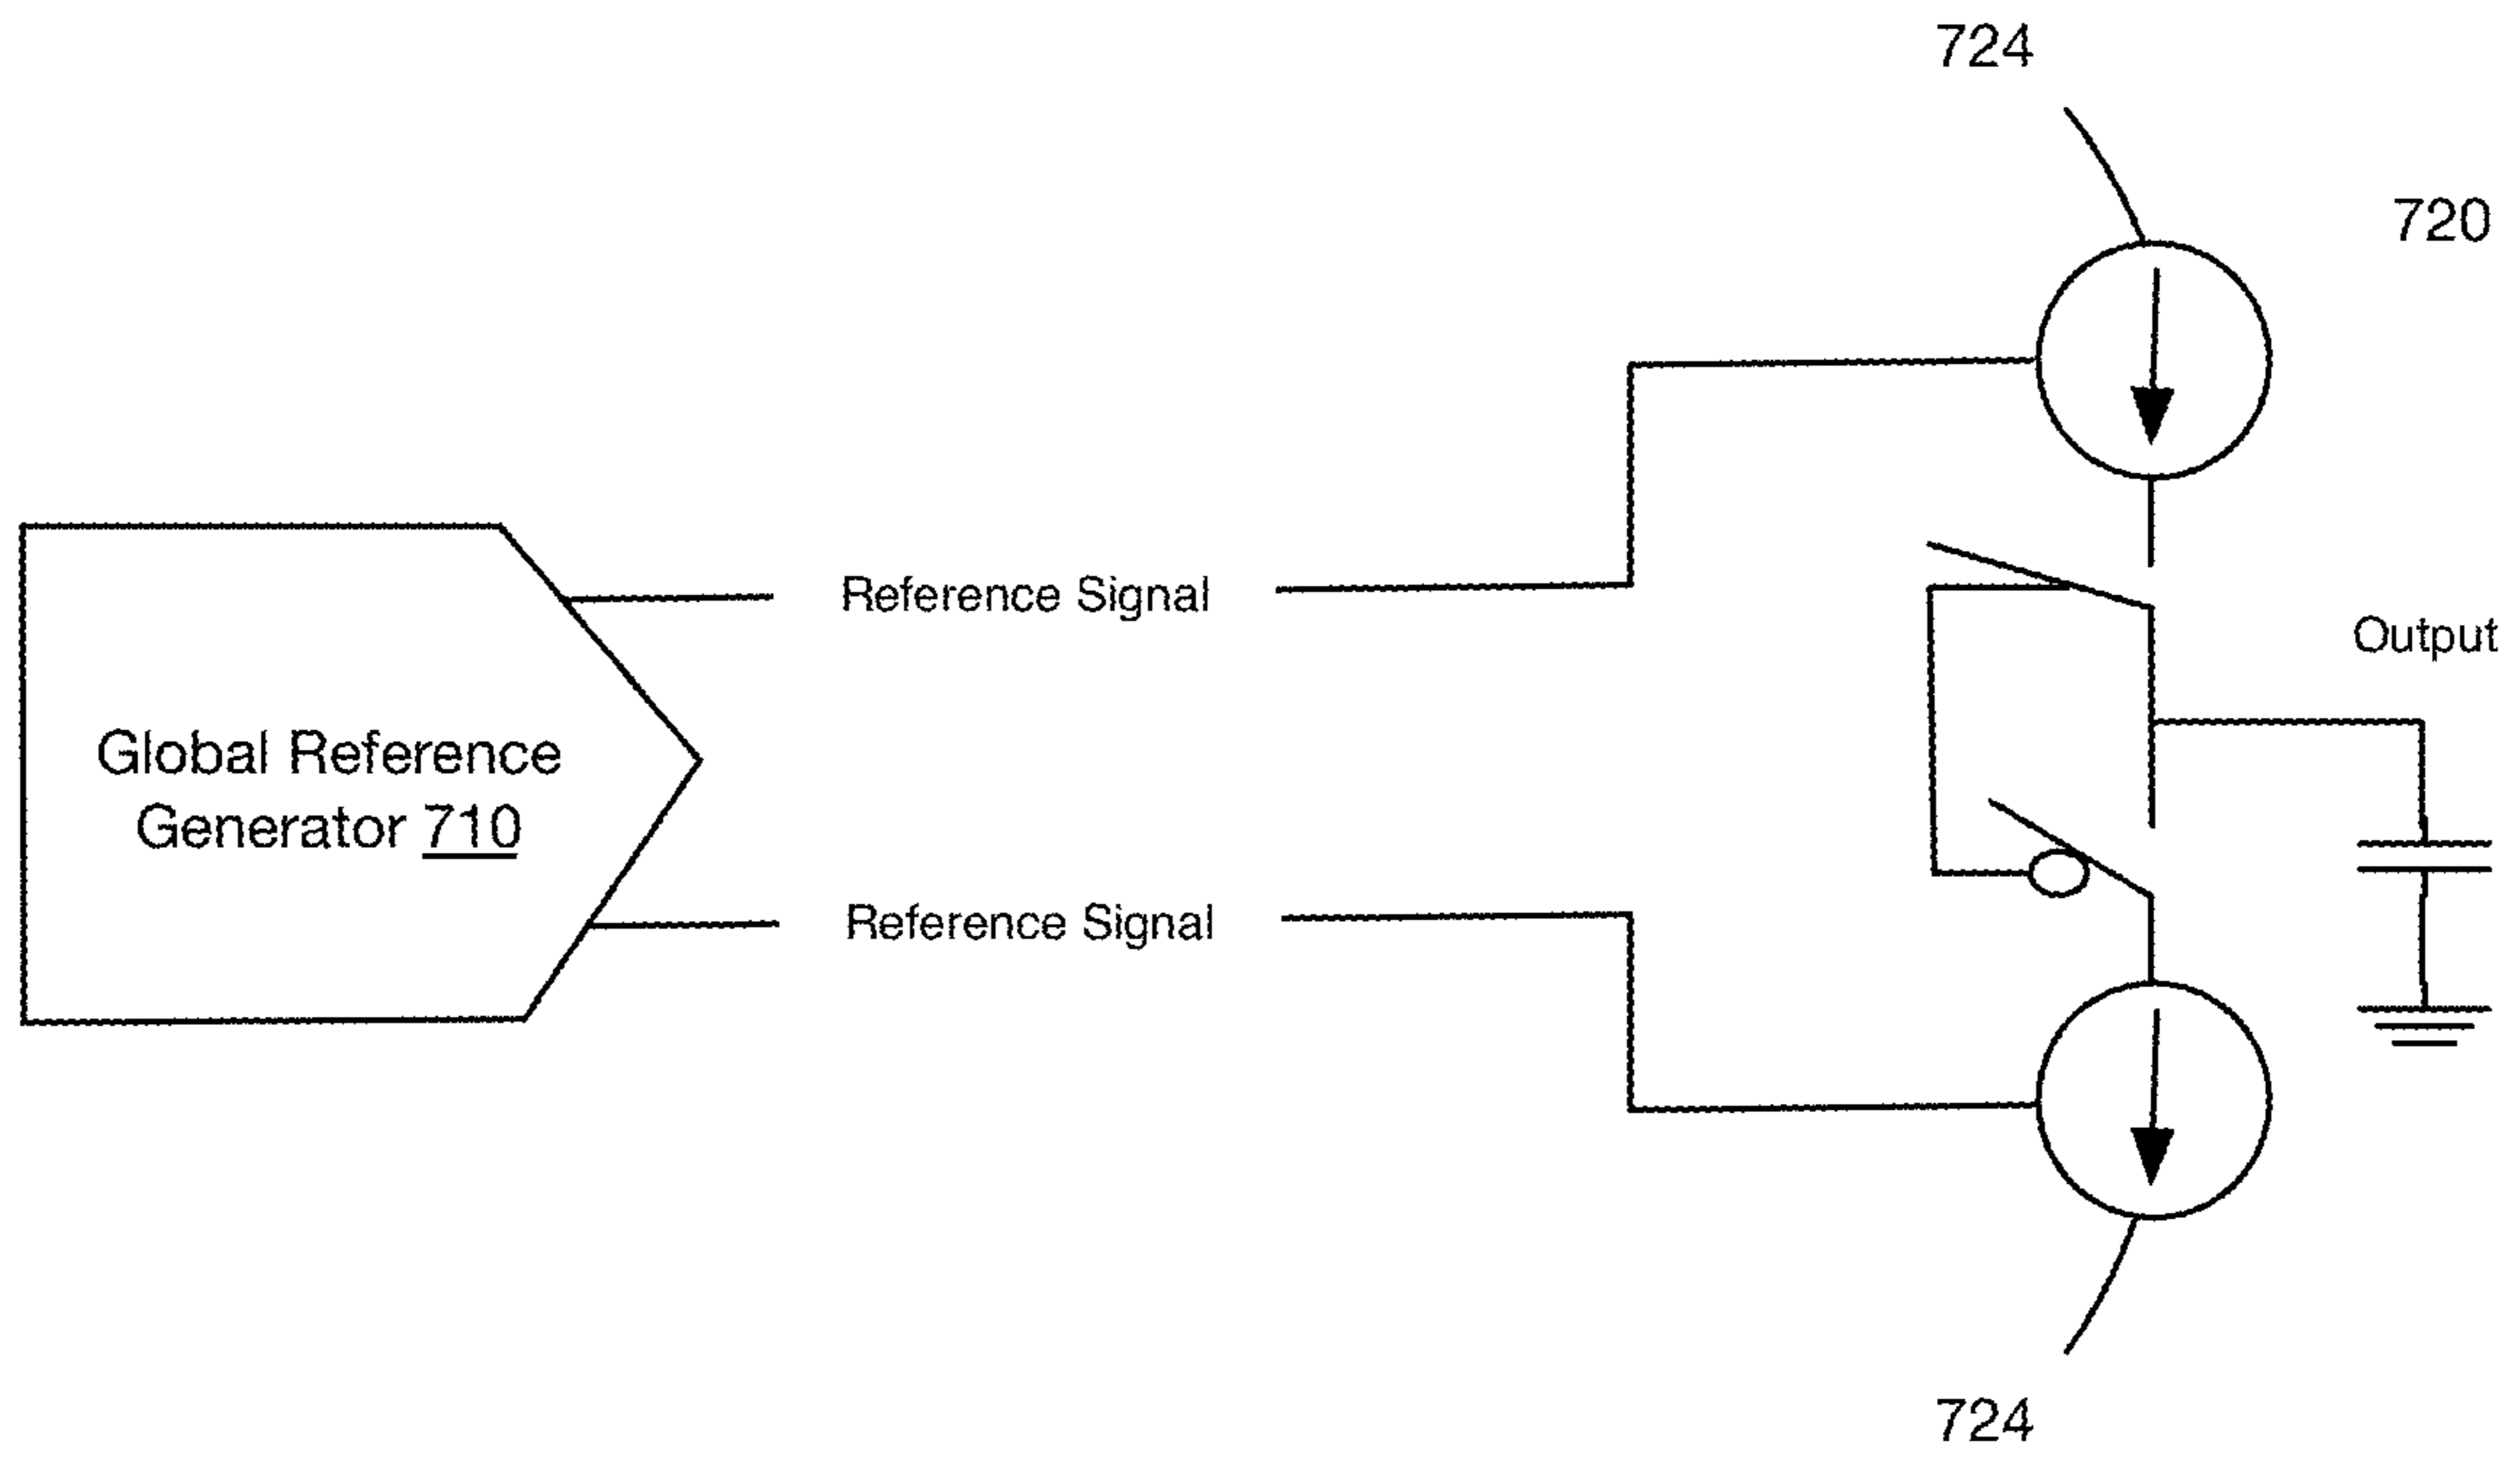 724
720
Reference Signal
Output
Global Reference
Generator 710
Reference Signal
724